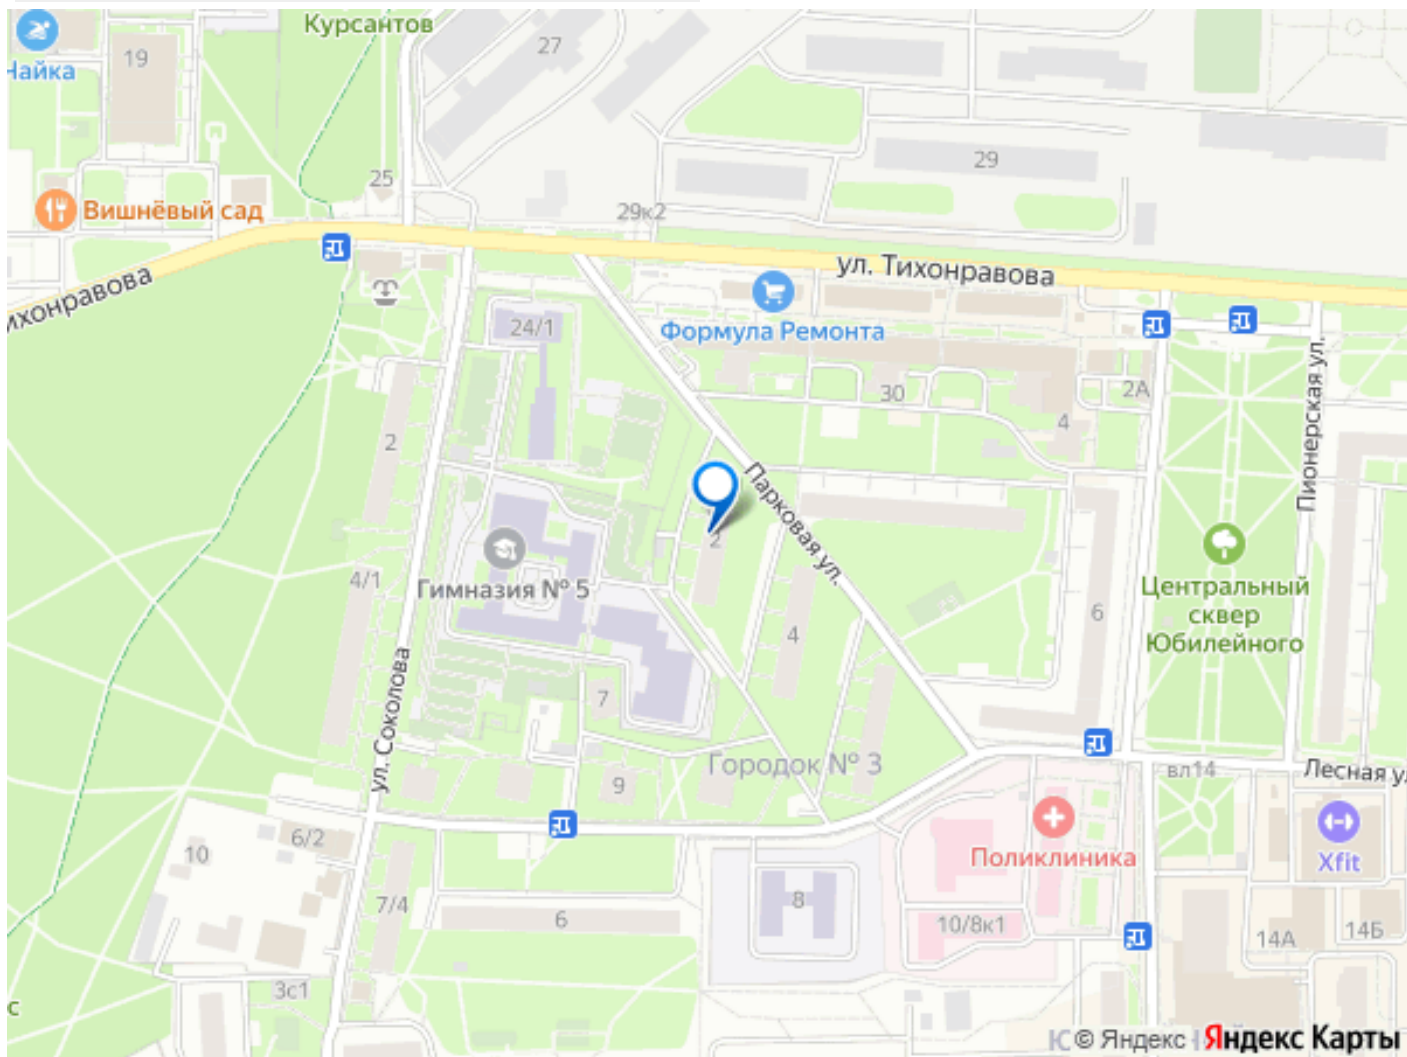 Курсантов
27
19
Чайка
29
25
Вишнёвый сад
29к2
ул. Тихонравова
ихонравова
Формула Ремонта
24/1
30
2А
4
2
Пионерская ул.
Парковая ул.
2
Гимназия № 5
4/1
Центральный
сквер
Юбилейного
6
4
ул. Соколова
7
Городок № 3
9
вл14
Лесная у
6/2
10
Поликлиника
Xfit
7/4
6
8
10/8к1
14А
14Б
3с1
с
© Яндекс Яндекс Карты